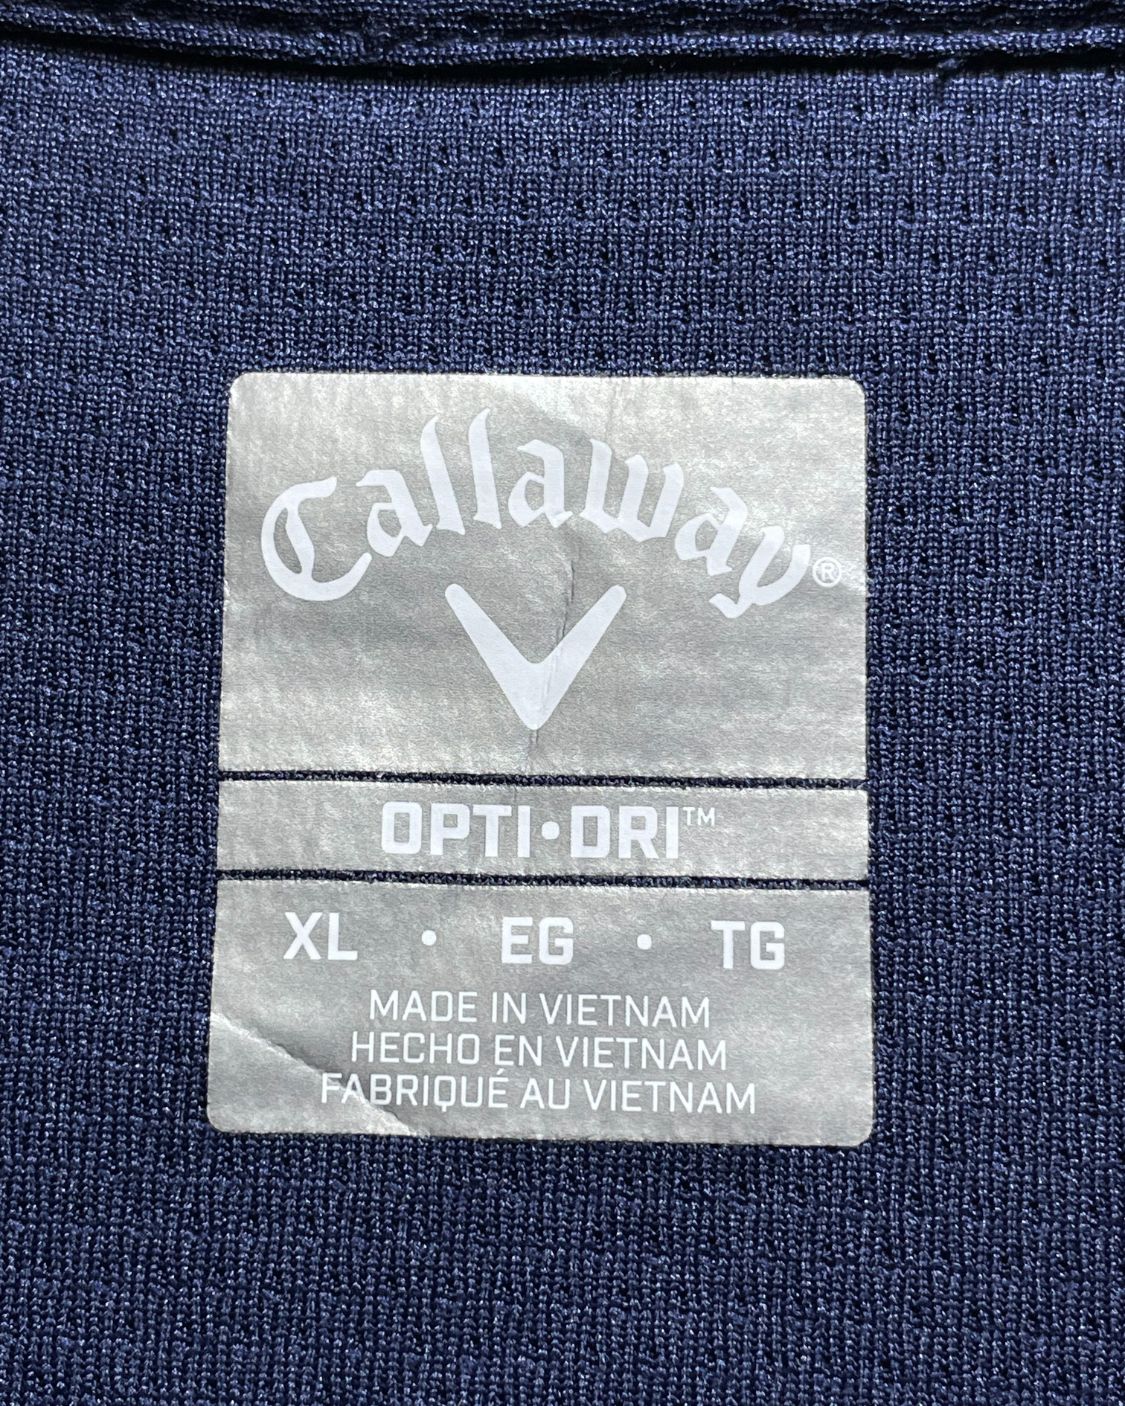 Callaway®
OPTI•DRI™
XL • EG • TG
MADE IN VIETNAM
HECHO EN VIETNAM
FABRIQUÉ AU VIETNAM